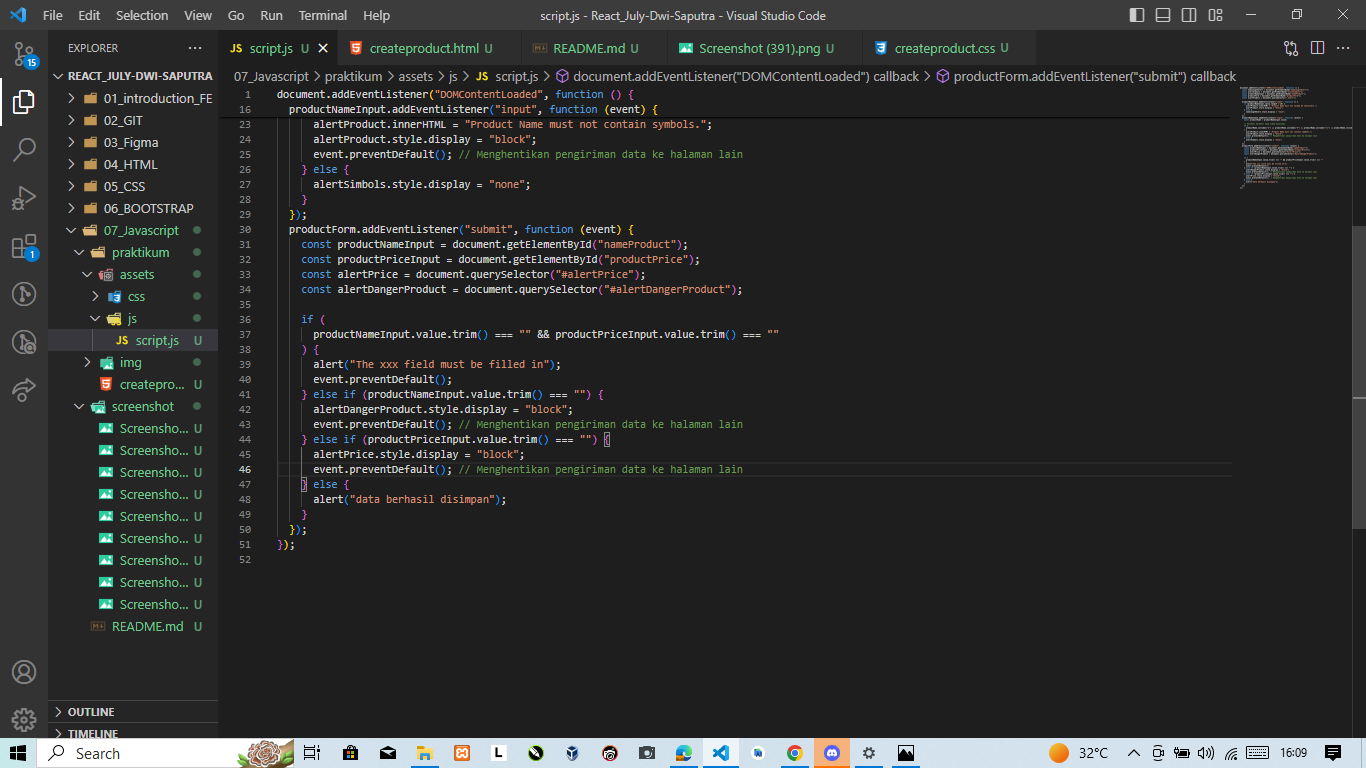 File Edit Selection View Go Run Terminal Help script.js - React_July-Dwi-Saputra - Visual Studio Code
EXPLORER
JS script.js U createproduct.html U README.md U Screenshot (391).png U createproduct.css U
REACT_JULY-DWI-SAPUTRA
07_Javascript > praktikum > assets > js > JS script.js > document.addEventListener("DOMContentLoaded") callback > productForm.addEventListener("submit") callback
15
01_introduction_FE
02_GIT
03_Figma
04_HTML
05_CSS
06_BOOTSTRAP
07_Javascript
praktikum
assets
css
js
JS script.js U
img
createpro... U
screenshot
Screensho... U
Screensho... U
Screensho... U
Screensho... U
Screensho... U
Screensho... U
Screensho... U
Screensho... U
Screensho... U
README.md U
1
OUTLINE
TIMELINE
1 document.addEventListener("DOMContentLoaded", function () {
16 productNameInput.addEventListener("input", function (event) {
23 alertProduct.innerHTML = "Product Name must not contain symbols.";
24 alertProduct.style.display = "block";
25 event.preventDefault(); // Menghentikan pengiriman data ke halaman lain
26 } else {
27 alertSimbols.style.display = "none";
28 }
29 });
30 productForm.addEventListener("submit", function (event) {
31 const productNameInput = document.getElementById("nameProduct");
32 const productPriceInput = document.getElementById("productPrice");
33 const alertPrice = document.querySelector("#alertPrice");
34 const alertDangerProduct = document.querySelector("#alertDangerProduct");
35
36 if (
37 productNameInput.value.trim() === "" && productPriceInput.value.trim() === ""
38 ) {
39 alert("The xxx field must be filled in");
40 event.preventDefault();
41 } else if (productNameInput.value.trim() === "") {
42 alertDangerProduct.style.display = "block";
43 event.preventDefault(); // Menghentikan pengiriman data ke halaman lain
44 } else if (productPriceInput.value.trim() === "") {
45 alertPrice.style.display = "block";
46 event.preventDefault(); // Menghentikan pengiriman data ke halaman lain
47 } else {
48 alert("data berhasil disimpan");
49 }
50 });
51 });
52
Search
L
32°C
16:09